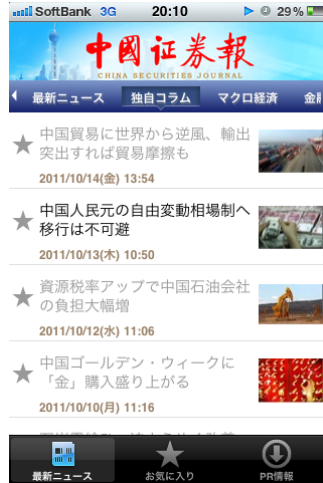 SoftBank 3G 20:10 29%
中國证券報
CHINA SECURITIES JOURNAL
最新ニュース 独自コラム マクロ経済
中国貿易に世界から逆風、輸出
突出すれば貿易摩擦も
2011/10/14(金) 13:54
中国人民元の自由変動相場制へ
移行は不可避
2011/10/13(木) 10:50
資源税率アップで中国石油会社
の負担大幅増
2011/10/12(水) 11:06
中国ゴールデン・ウィークに
「金」購入盛り上がる
2011/10/10(月) 11:16
最新ニュース お気に入り PR情報